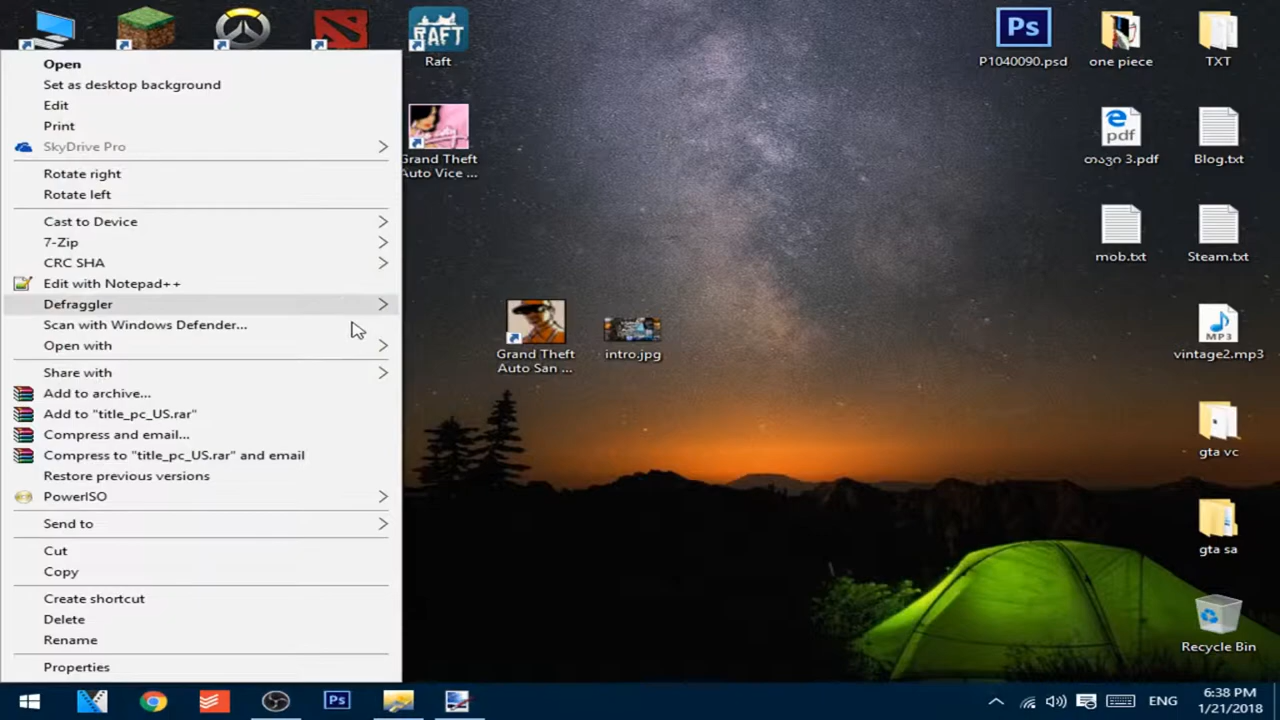 Open
Set as desktop background
Edit
Print
SkyDrive Pro
Rotate right
Rotate left
Cast to Device
7-Zip
CRC SHA
Edit with Notepad++
Defraggler
Scan with Windows Defender...
Open with
Share with
Add to archive...
Add to "title_pc_US.rar"
Compress and email...
Compress to "title_pc_US.rar" and email
Restore previous versions
PowerISO
Send to
Cut
Copy
Create shortcut
Delete
Rename
Properties
RAFT
Raft
Grand Theft
Auto Vice ...
Grand Theft
Auto San ...
intro.jpg
Ps
P1040090.psd
one piece
TXT
pdf
თავი 3.pdf
Blog.txt
mob.txt
Steam.txt
MP3
vintage2.mp3
gta vc
gta sa
Recycle Bin
Ps
ENG
6:38 PM
1/21/2018